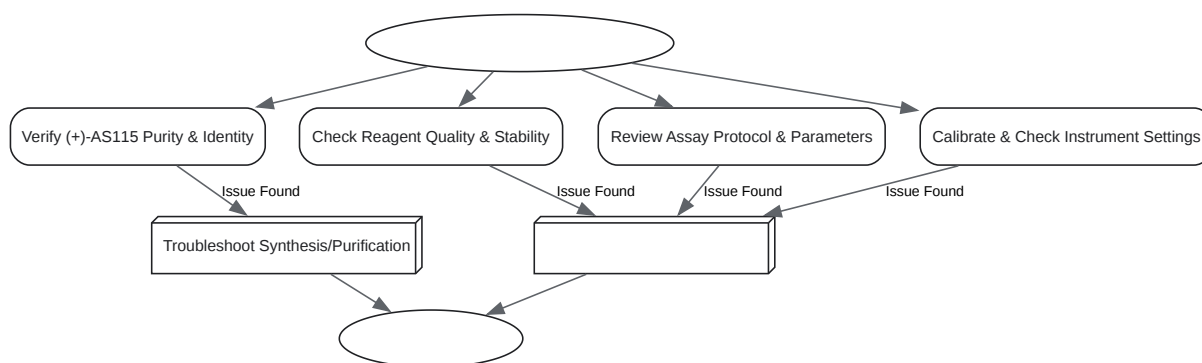 Verify (+)-AS115 Purity & Identity
Check Reagent Quality & Stability
Review Assay Protocol & Parameters
Calibrate & Check Instrument Settings
Issue Found
Issue Found
Issue Found
Issue Found
Troubleshoot Synthesis/Purification